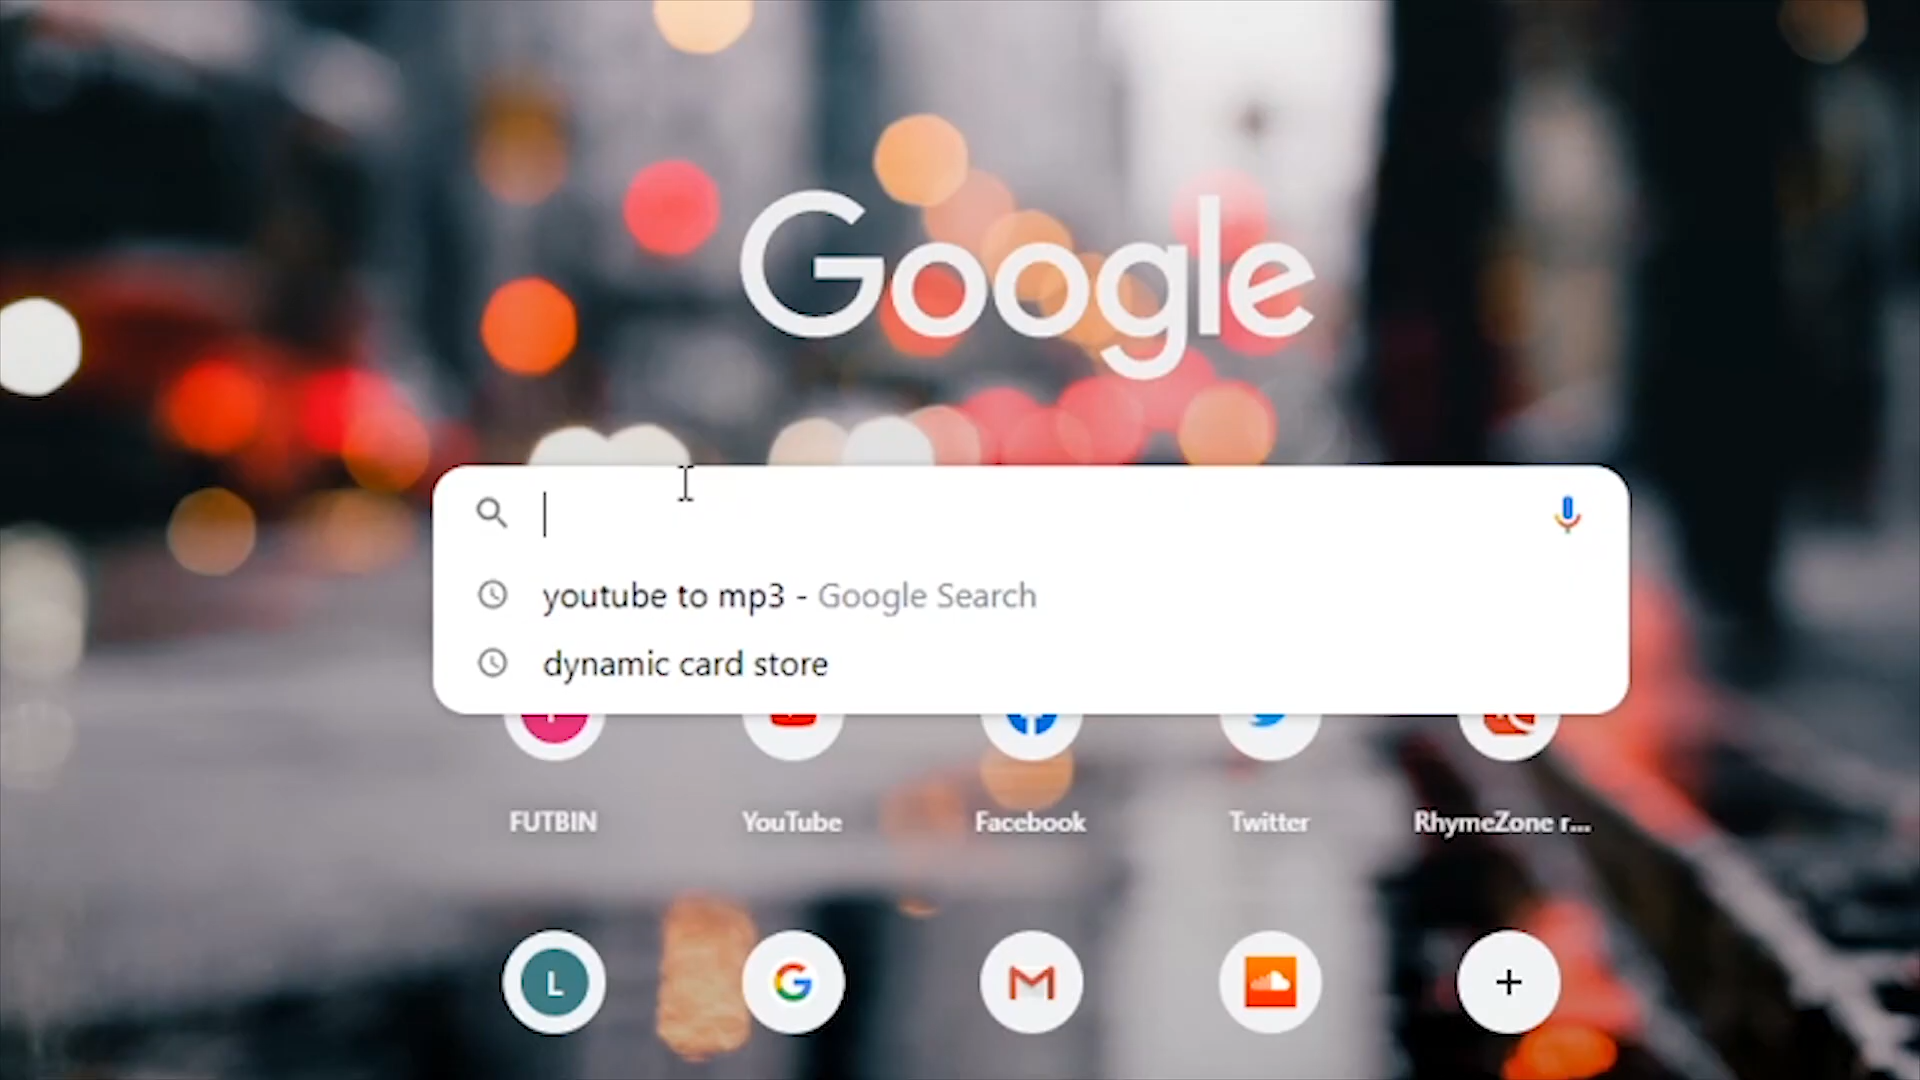 Google
youtube to mp3 - Google Search
dynamic card store
FUTBIN
YouTube
Facebook
Twitter
RhymeZone r...
L